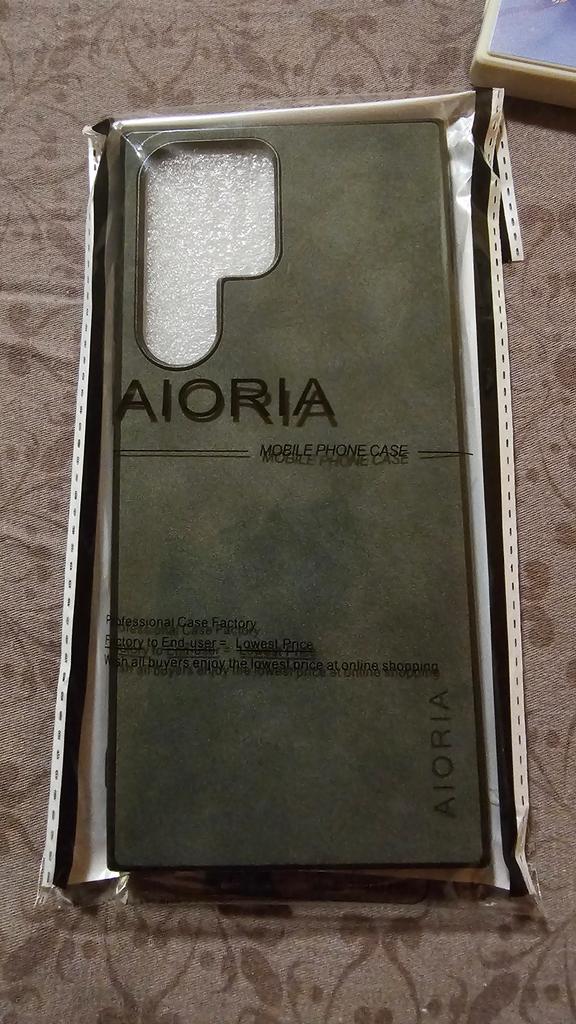 AIORIA
MOBILE PHONE CASE
Professional Case Factory
Factory to End-user = Lowest Price
Wish all buyers enjoy the lowest price at online shopping
AIORIA